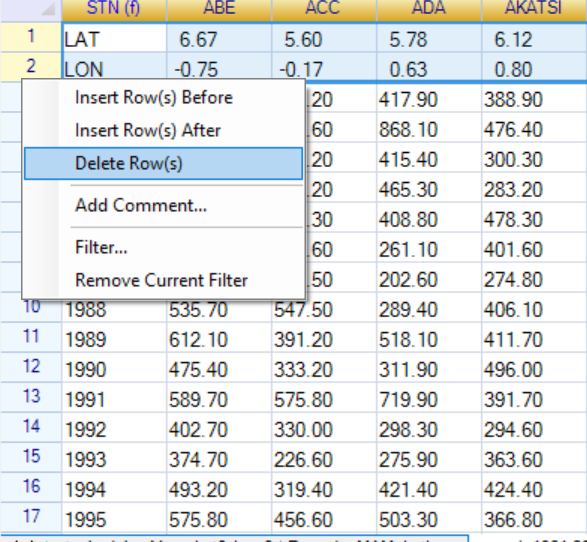 STN (f) ABE ACC ADA AKATSI
1 LAT 6.67 5.60 5.78 6.12
2 LON -0.75 -0.17 0.63 0.80
Insert Row(s) Before .20 417.90 388.90
Insert Row(s) After .60 868.10 476.40
Delete Row(s) .20 415.40 300.30
.20 465.30 283.20
Add Comment... .30 408.80 478.30
Filter... .60 261.10 401.60
Remove Current Filter .50 202.60 274.80
10 1988 535.70 547.50 289.40 406.10
11 1989 612.10 391.20 518.10 411.70
12 1990 475.40 333.20 311.90 496.00
13 1991 589.70 575.80 719.90 391.70
14 1992 402.70 330.00 298.30 294.60
15 1993 374.70 226.60 275.90 363.60
16 1994 493.20 319.40 421.40 424.40
17 1995 575.80 456.60 503.30 366.80